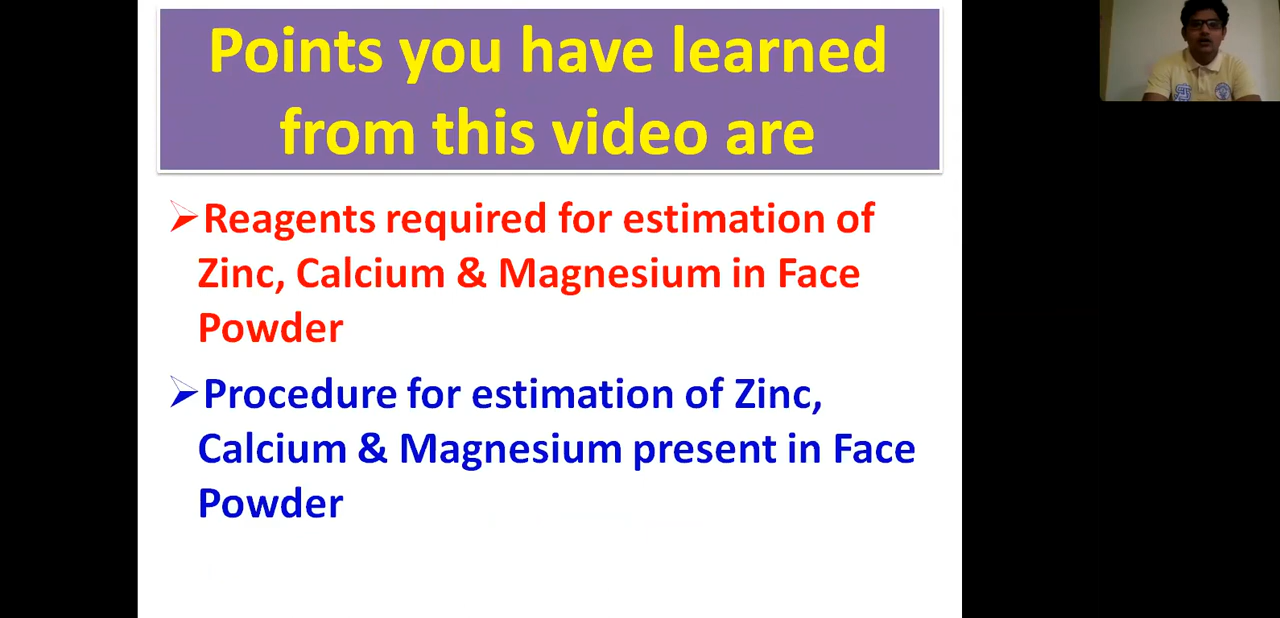 Points you have learned
from this video are
Reagents required for estimation of
Zinc, Calcium & Magnesium in Face
Powder
Procedure for estimation of Zinc,
Calcium & Magnesium present in Face
Powder